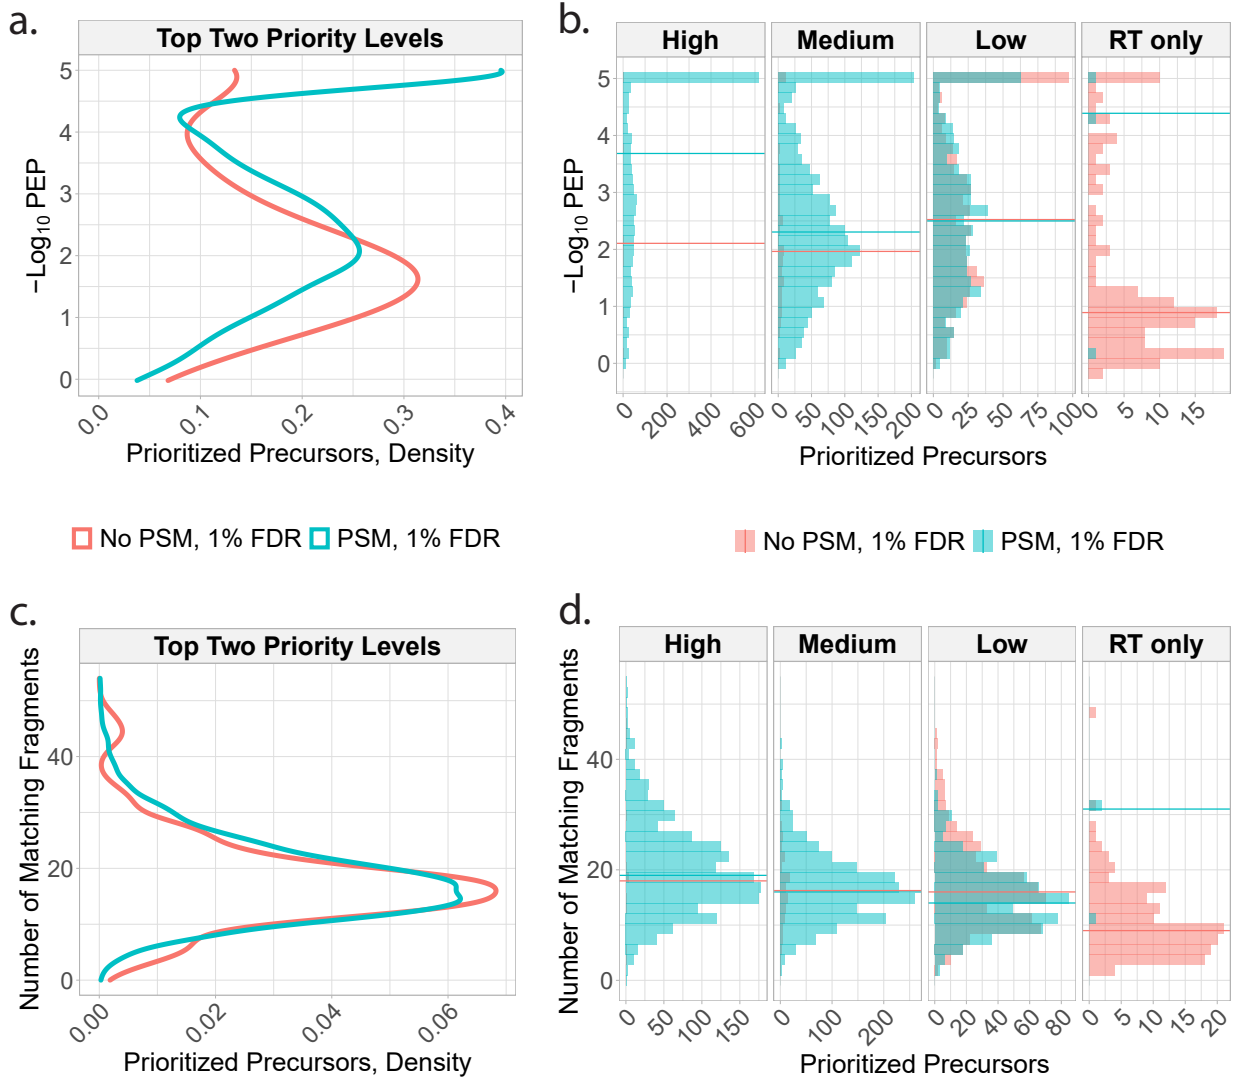 a.
Top Two Priority Levels
−Log10 PEP
5
4
3
2
1
0
0.0
0.1
0.2
0.3
0.4
Prioritized Precursors, Density
No PSM, 1% FDR
PSM, 1% FDR
b.
High
Medium
Low
RT only
−Log10 PEP
5
4
3
2
1
0
0
200
400
600
0
50
100
150
200
0
25
50
75
100
0
5
10
15
Prioritized Precursors
No PSM, 1% FDR
PSM, 1% FDR
c.
Top Two Priority Levels
Number of Matching Fragments
40
20
0
0.00
0.02
0.04
0.06
Prioritized Precursors, Density
d.
High
Medium
Low
RT only
Number of Matching Fragments
40
20
0
0
50
100
150
0
100
200
0
20
40
60
80
0
5
10
15
20
Prioritized Precursors